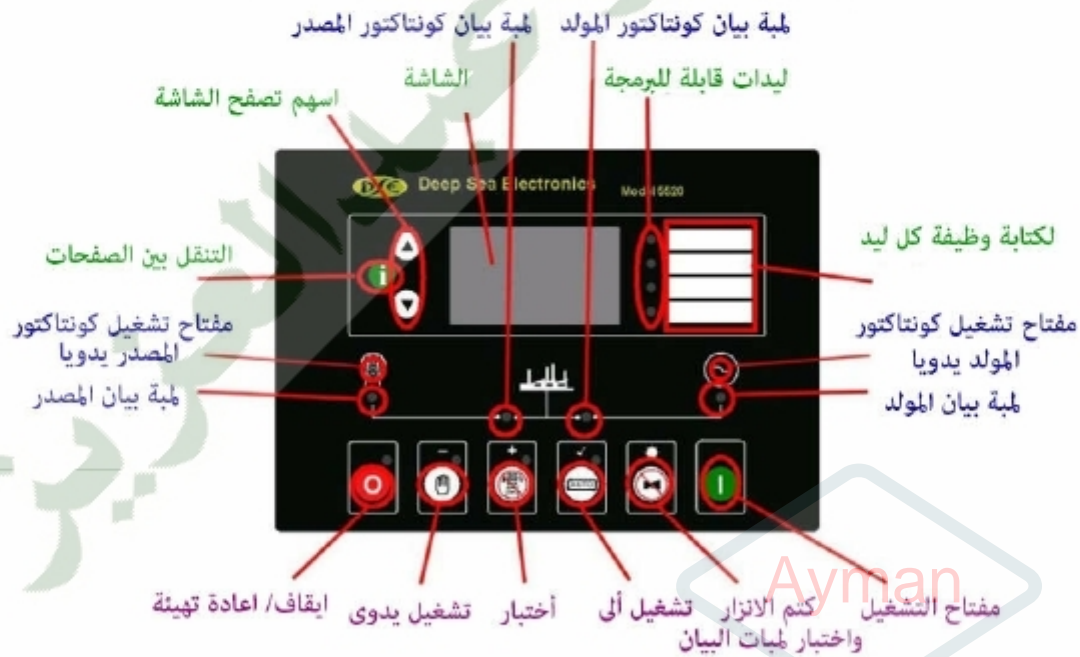 لمبة بيان كونتاكتور المولد
لمبة بيان كونتاكتور المصدر
ليدات قابلة للبرمجة
الشاشة
اسهم تصفح الشاشة
DSE Deep Sea Electronics
Model 5520
لكتابة وظيفة كل ليد
التنقل بين الصفحات
i
مفتاح تشغيل كونتاكتور
المولد يدويا
مفتاح تشغيل كونتاكتور
المصدر يدويا
لمبة بيان المولد
لمبة بيان المصدر
O
AUTO
I
مفتاح التشغيل
كتم الانزار
واختبار لمبات البيان
تشغيل ألى
أختبار
تشغيل يدوى
ايقاف/ اعادة تهيئة
Ayman